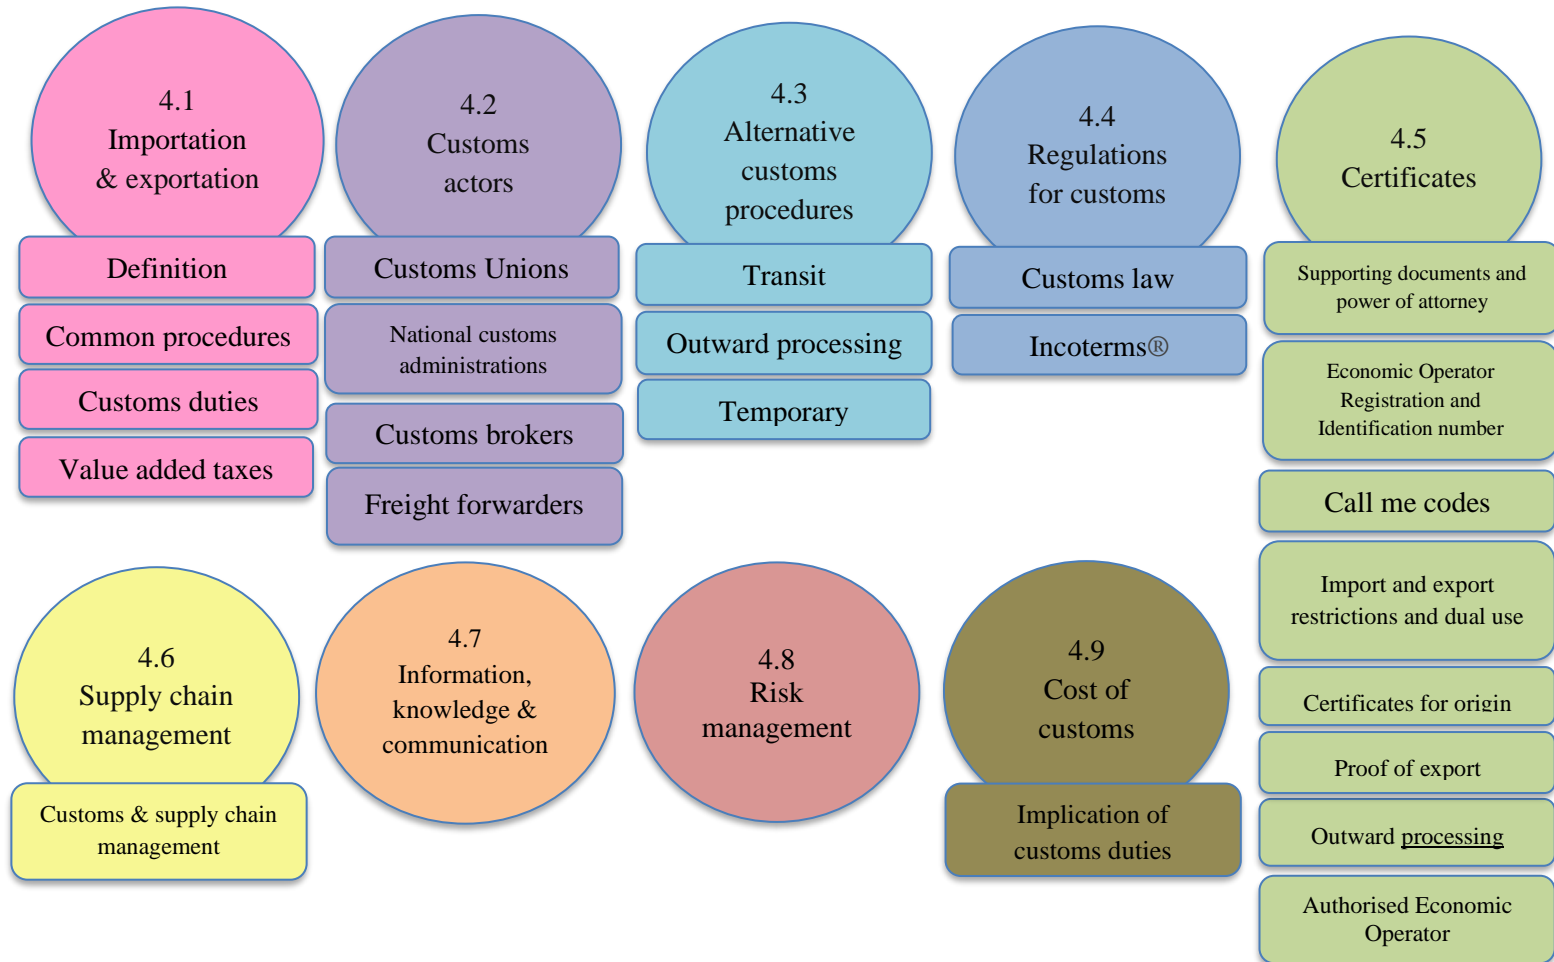 4.1
Importation
& exportation
Definition
Common procedures
Customs duties
Value added taxes
4.2
Customs
actors
Customs Unions
National customs
administrations
Customs brokers
Freight forwarders
4.3
Alternative
customs
procedures
Transit
Outward processing
Temporary
4.4
Regulations
for customs
Customs law
Incoterms®
4.5
Certificates
Supporting documents and
power of attorney
Economic Operator
Registration and
Identification number
Call me codes
Import and export
restrictions and dual use
Certificates for origin
Proof of export
Outward processing
Authorised Economic
Operator
4.6
Supply chain
management
Customs & supply chain
management
4.7
Information,
knowledge &
communication
4.8
Risk
management
4.9
Cost of
customs
Implication of
customs duties